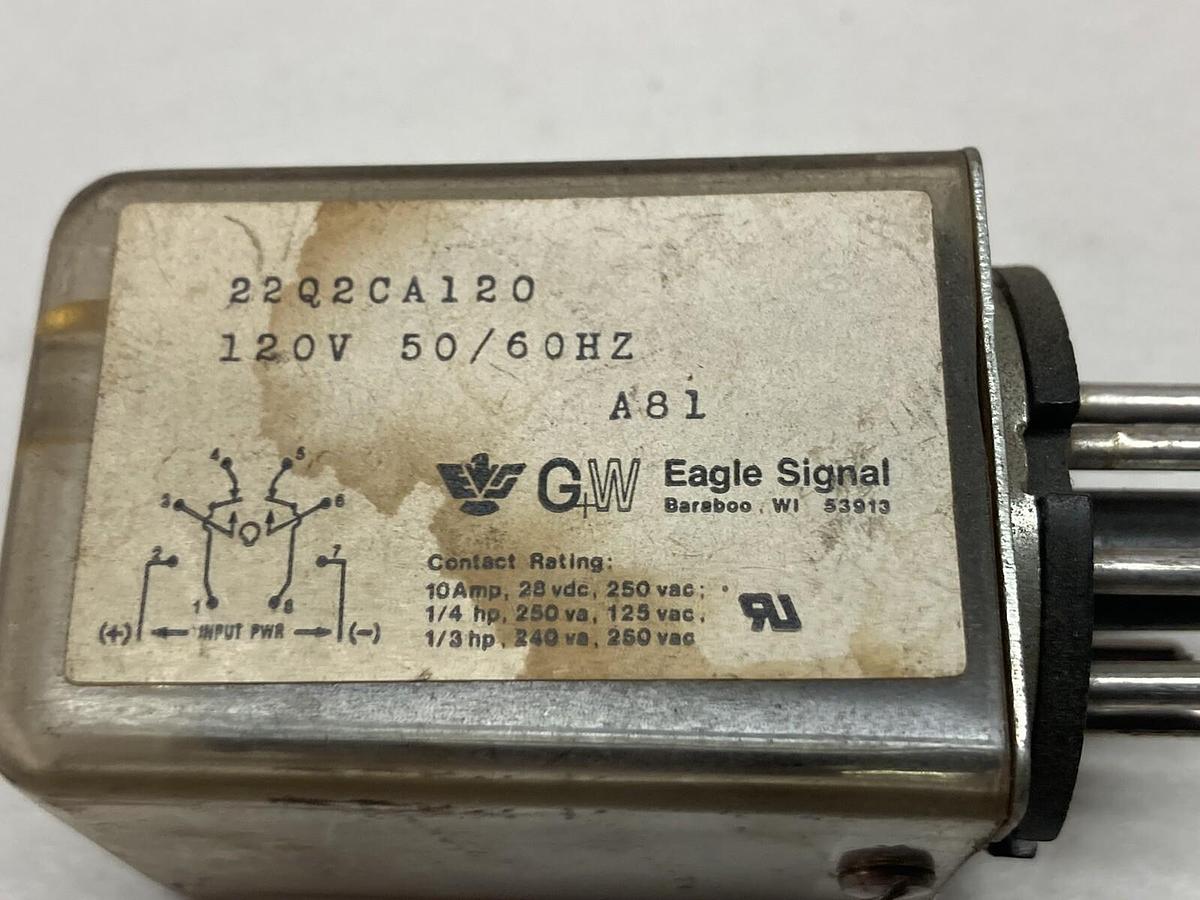 22Q2CA120
120V 50/60HZ
A81
G+W Eagle Signal
Baraboo, WI 53913
4 5
3 6
2 7
1 8
(+) INPUT PWR (-)
Contact Rating:
10Amp, 28 vdc, 250 vac;
1/4 hp, 250 va, 125 vac,
1/3 hp, 240 va, 250 vac
RU